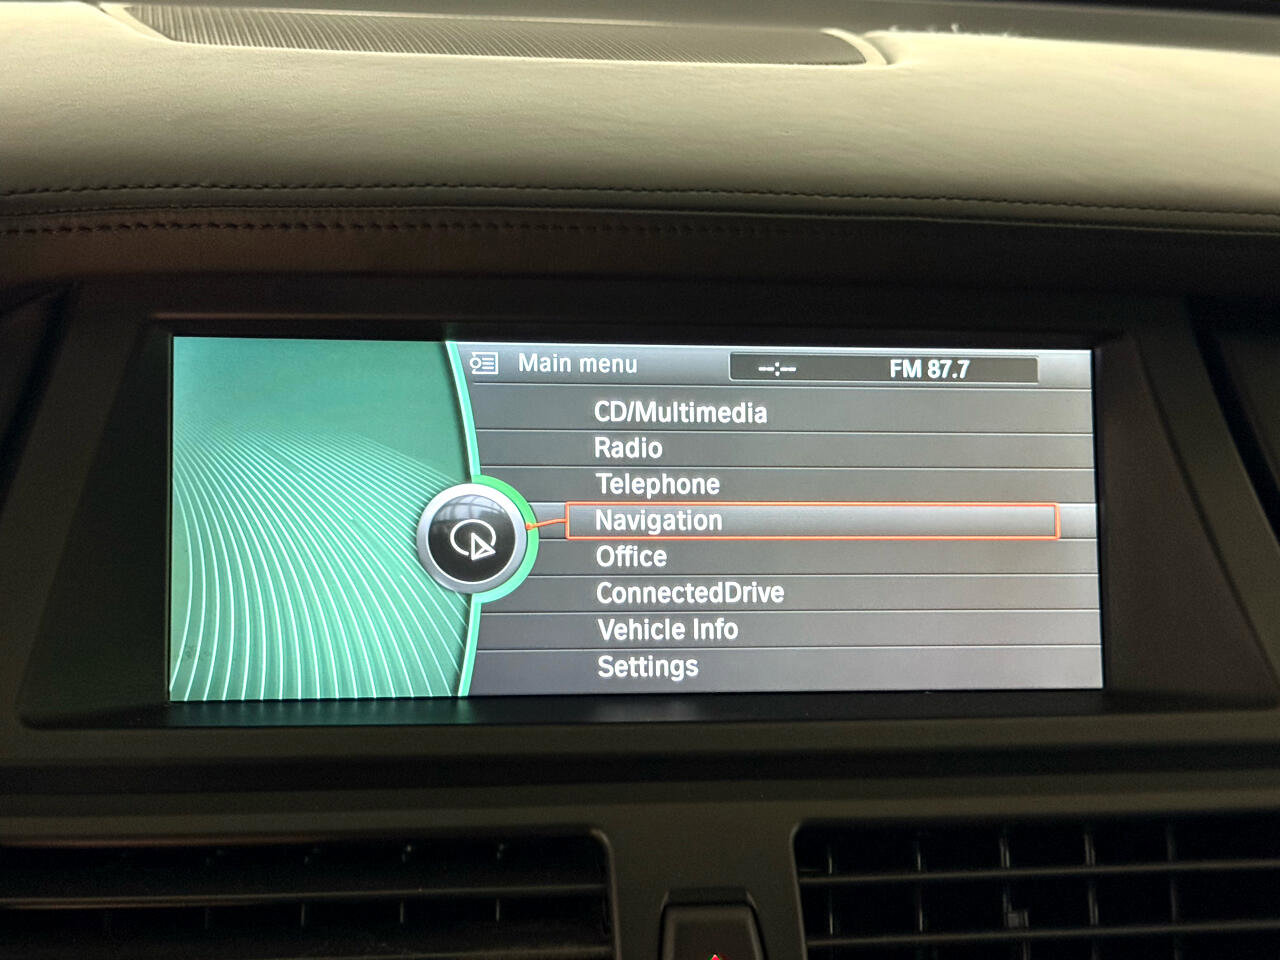 Main menu
--:-- FM 87.7
CD/Multimedia
Radio
Telephone
Navigation
Office
ConnectedDrive
Vehicle Info
Settings